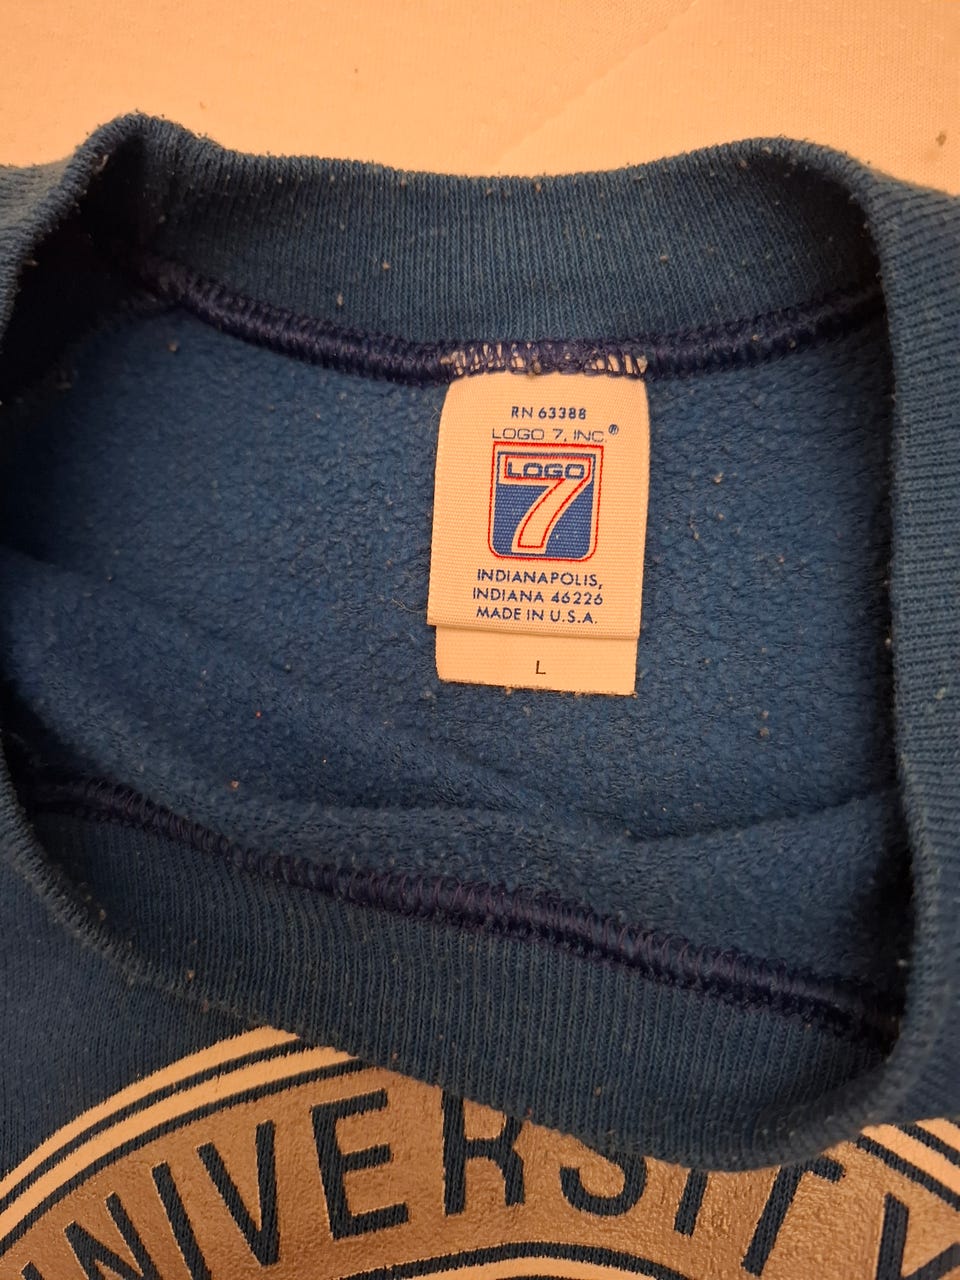 RN 63388
LOGO 7, INC.®
LOGO
7
INDIANAPOLIS,
INDIANA 46226
MADE IN U.S.A.
L
UNIVERSITY